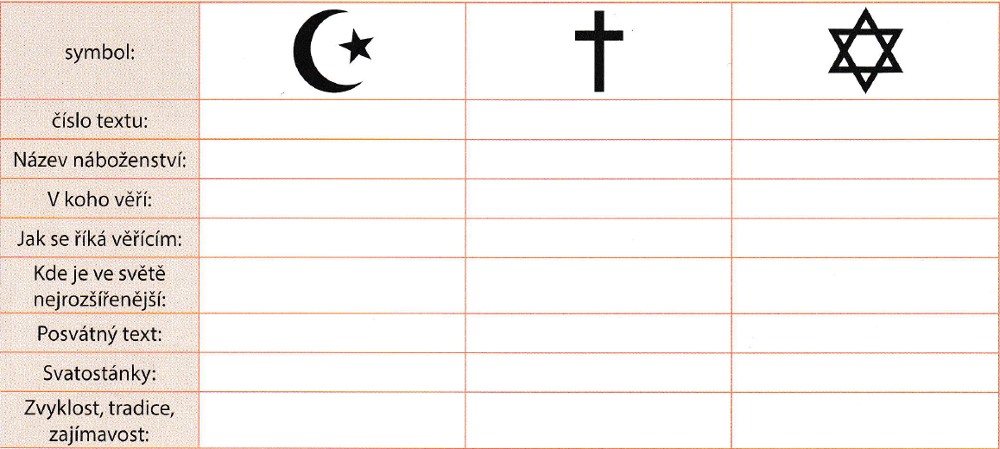 symbol:
číslo textu:
Název náboženství:
V koho věří:
Jak se říká věřícím:
Kde je ve světě
nejrozšířenější:
Posvátný text:
Svatostánky:
Zvyklost, tradice,
zajímavost: